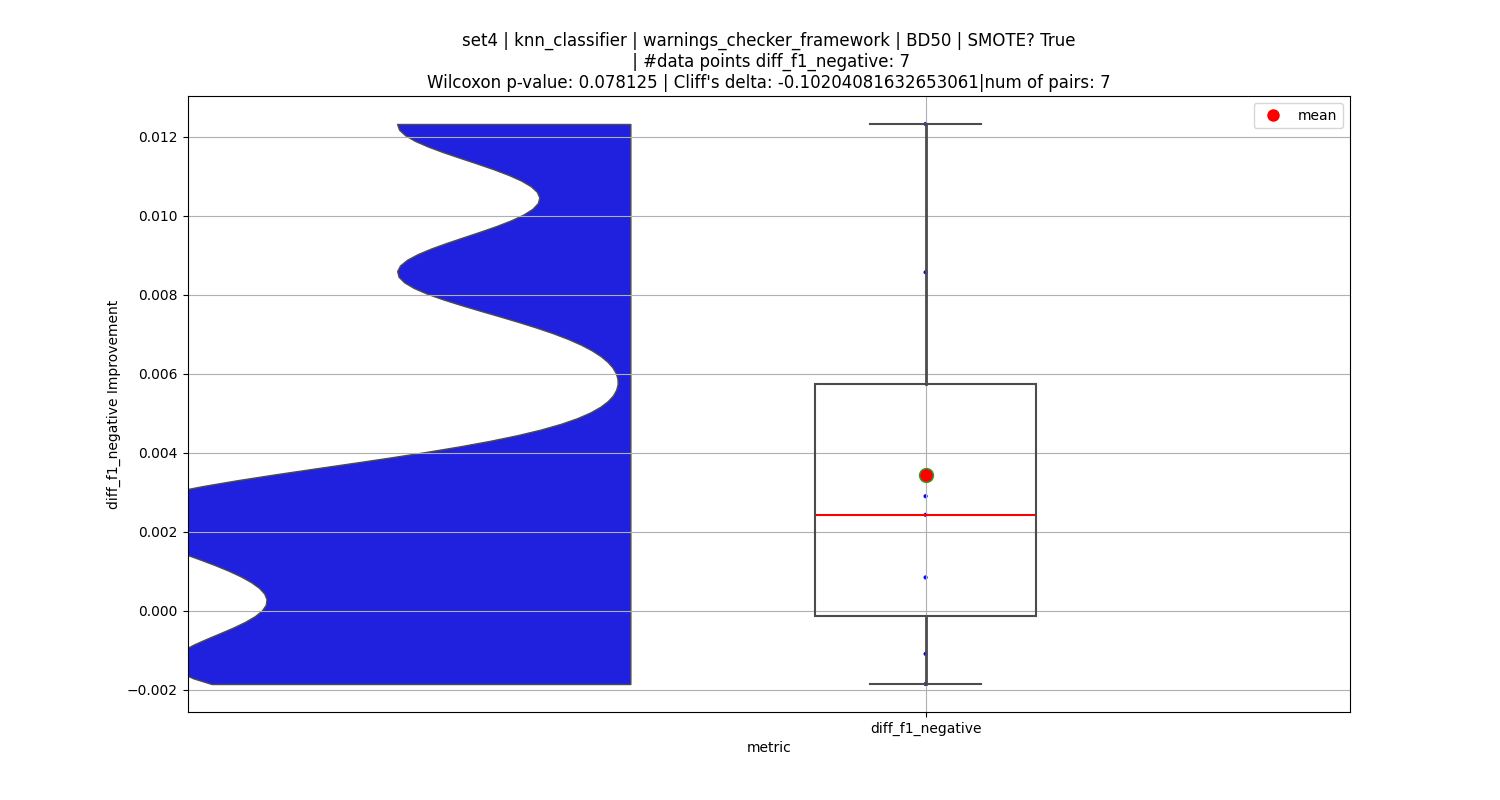 set4 | knn_classifier | warnings_checker_framework | BD50 | SMOTE? True
| #data points diff_f1_negative: 7
Wilcoxon p-value: 0.078125 | Cliff's delta: -0.10204081632653061|num of pairs: 7
mean
0.012
0.010
0.008
0.006
0.004
0.002
0.000
−0.002
diff_f1_negative Improvement
diff_f1_negative
metric